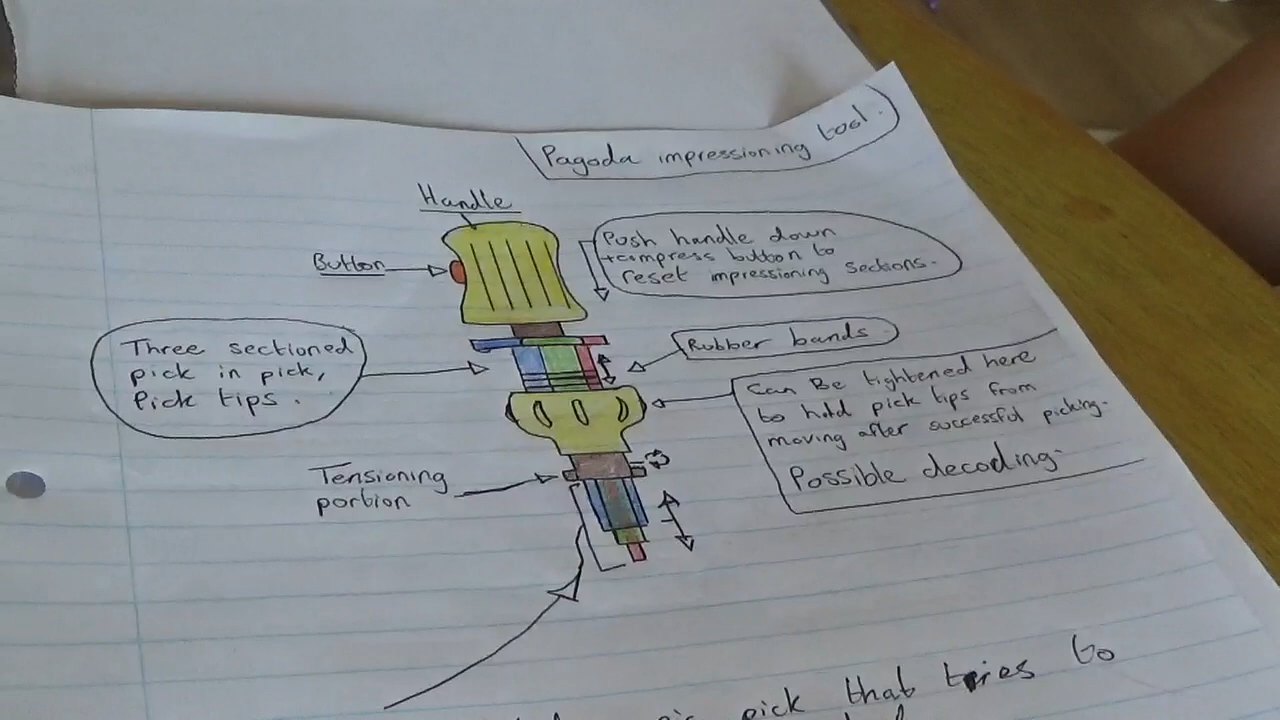 Pagoda impressioning tool.
Handle
Button
Push handle down
+compress button to
reset impressioning sections.
Three sectioned
pick in pick,
Pick tips.
Rubber bands.
Can Be tightened here
to hold pick tips from
moving after successful picking.
Possible decoding.
Tensioning
portion
pick that tries to